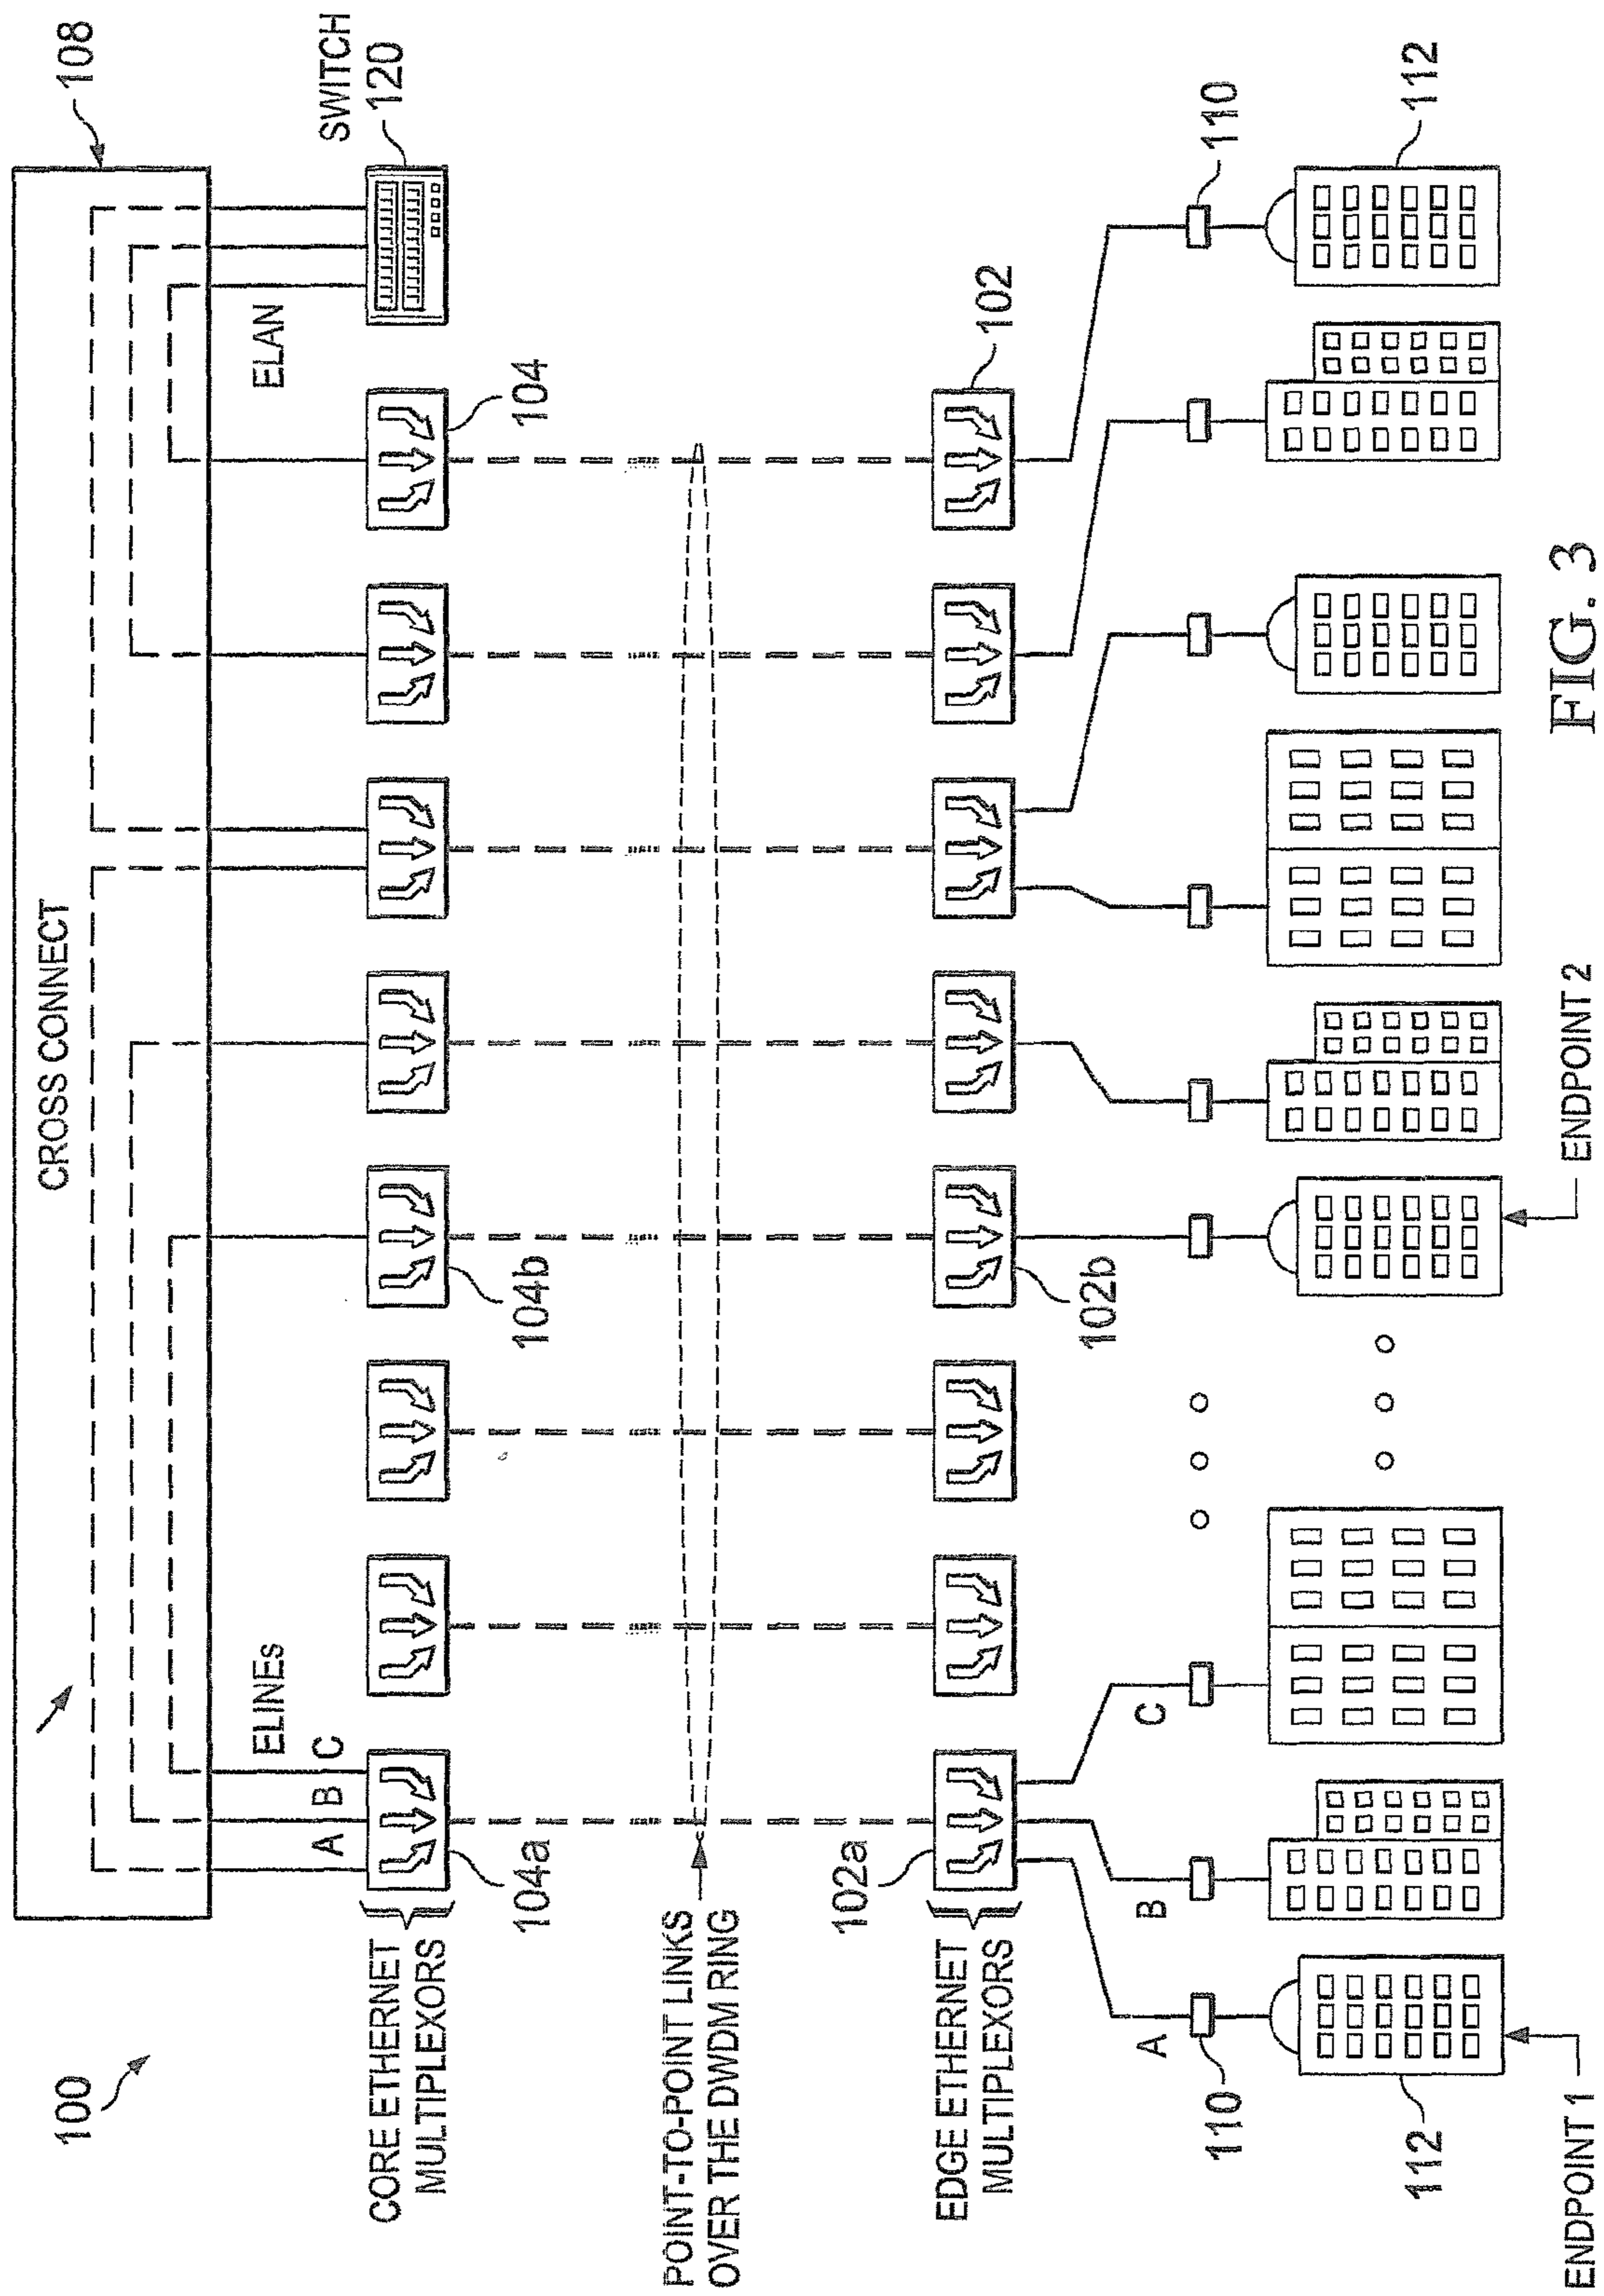 100
108
CROSS CONNECT
SWITCH
120
ELINEs
ELAN
A
B
C
CORE ETHERNET
MULTIPLEXORS
104a
104b
104
POINT-TO-POINT LINKS
OVER THE DWDM RING
102a
102b
102
EDGE ETHERNET
MULTIPLEXORS
A
B
C
110
110
112
112
ENDPOINT 1
ENDPOINT 2
FIG. 3